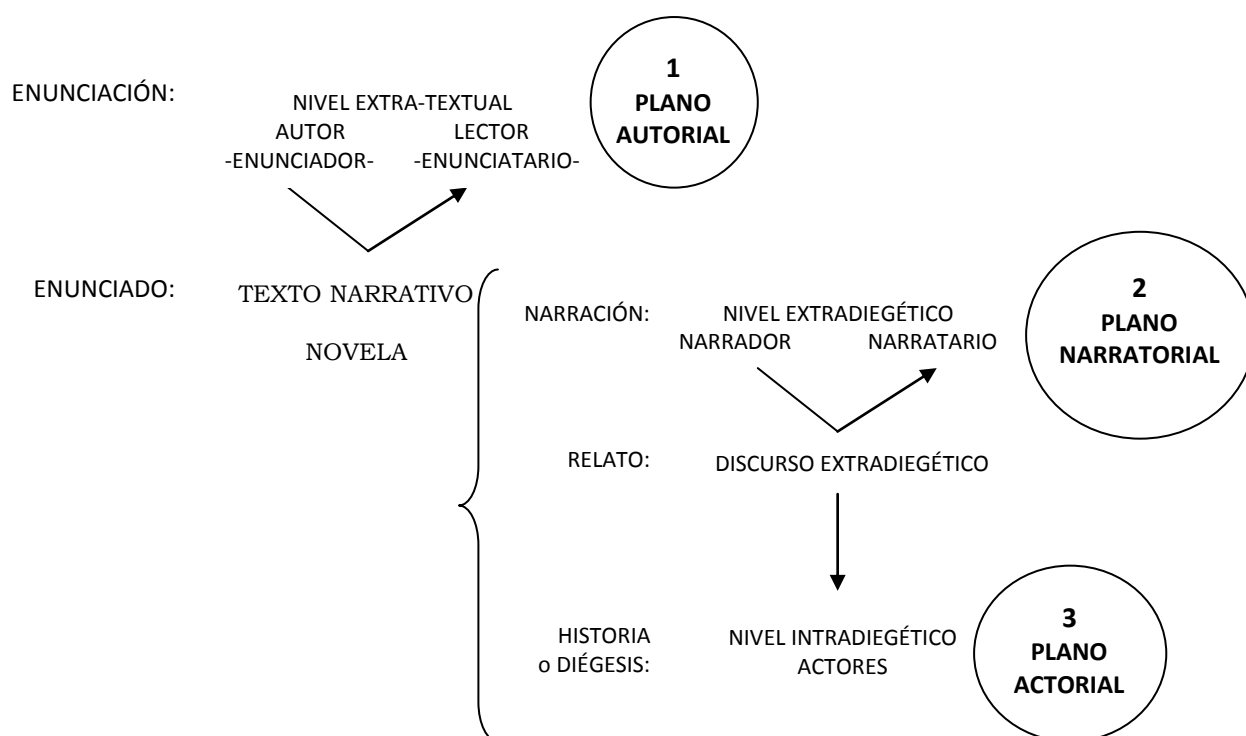 ENUNCIACIÓN:
NIVEL EXTRA-TEXTUAL
AUTOR LECTOR
-ENUNCIADOR- -ENUNCIATARIO-
1
PLANO
AUTORIAL
ENUNCIADO:
TEXTO NARRATIVO
NOVELA
NARRACIÓN:
NIVEL EXTRADIEGÉTICO
NARRADOR NARRATARIO
2
PLANO
NARRATORIAL
RELATO:
DISCURSO EXTRADIEGÉTICO
HISTORIA
o DIÉGESIS:
NIVEL INTRADIEGÉTICO
ACTORES
3
PLANO
ACTORIAL